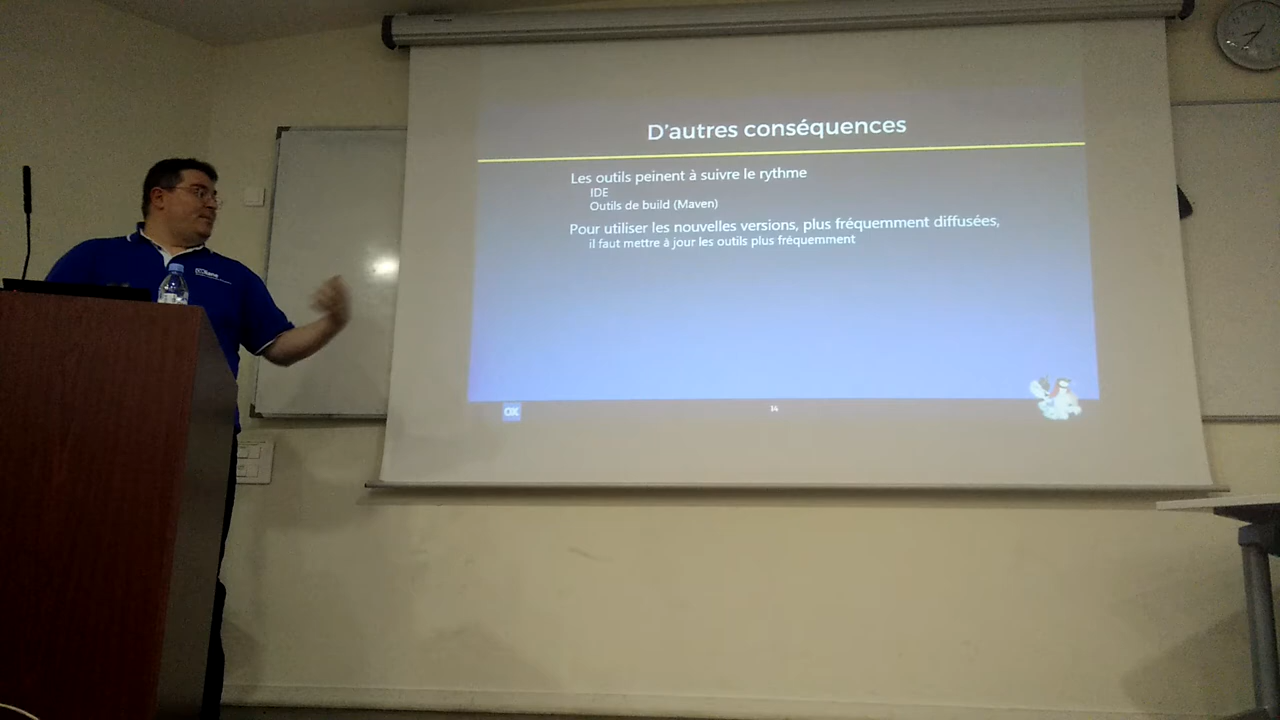 D'autres conséquences
Les outils peinent à suivre le rythme
IDE
Outils de build (Maven)
Pour utiliser les nouvelles versions, plus fréquemment diffusées,
il faut mettre à jour les outils plus fréquemment
OX
14